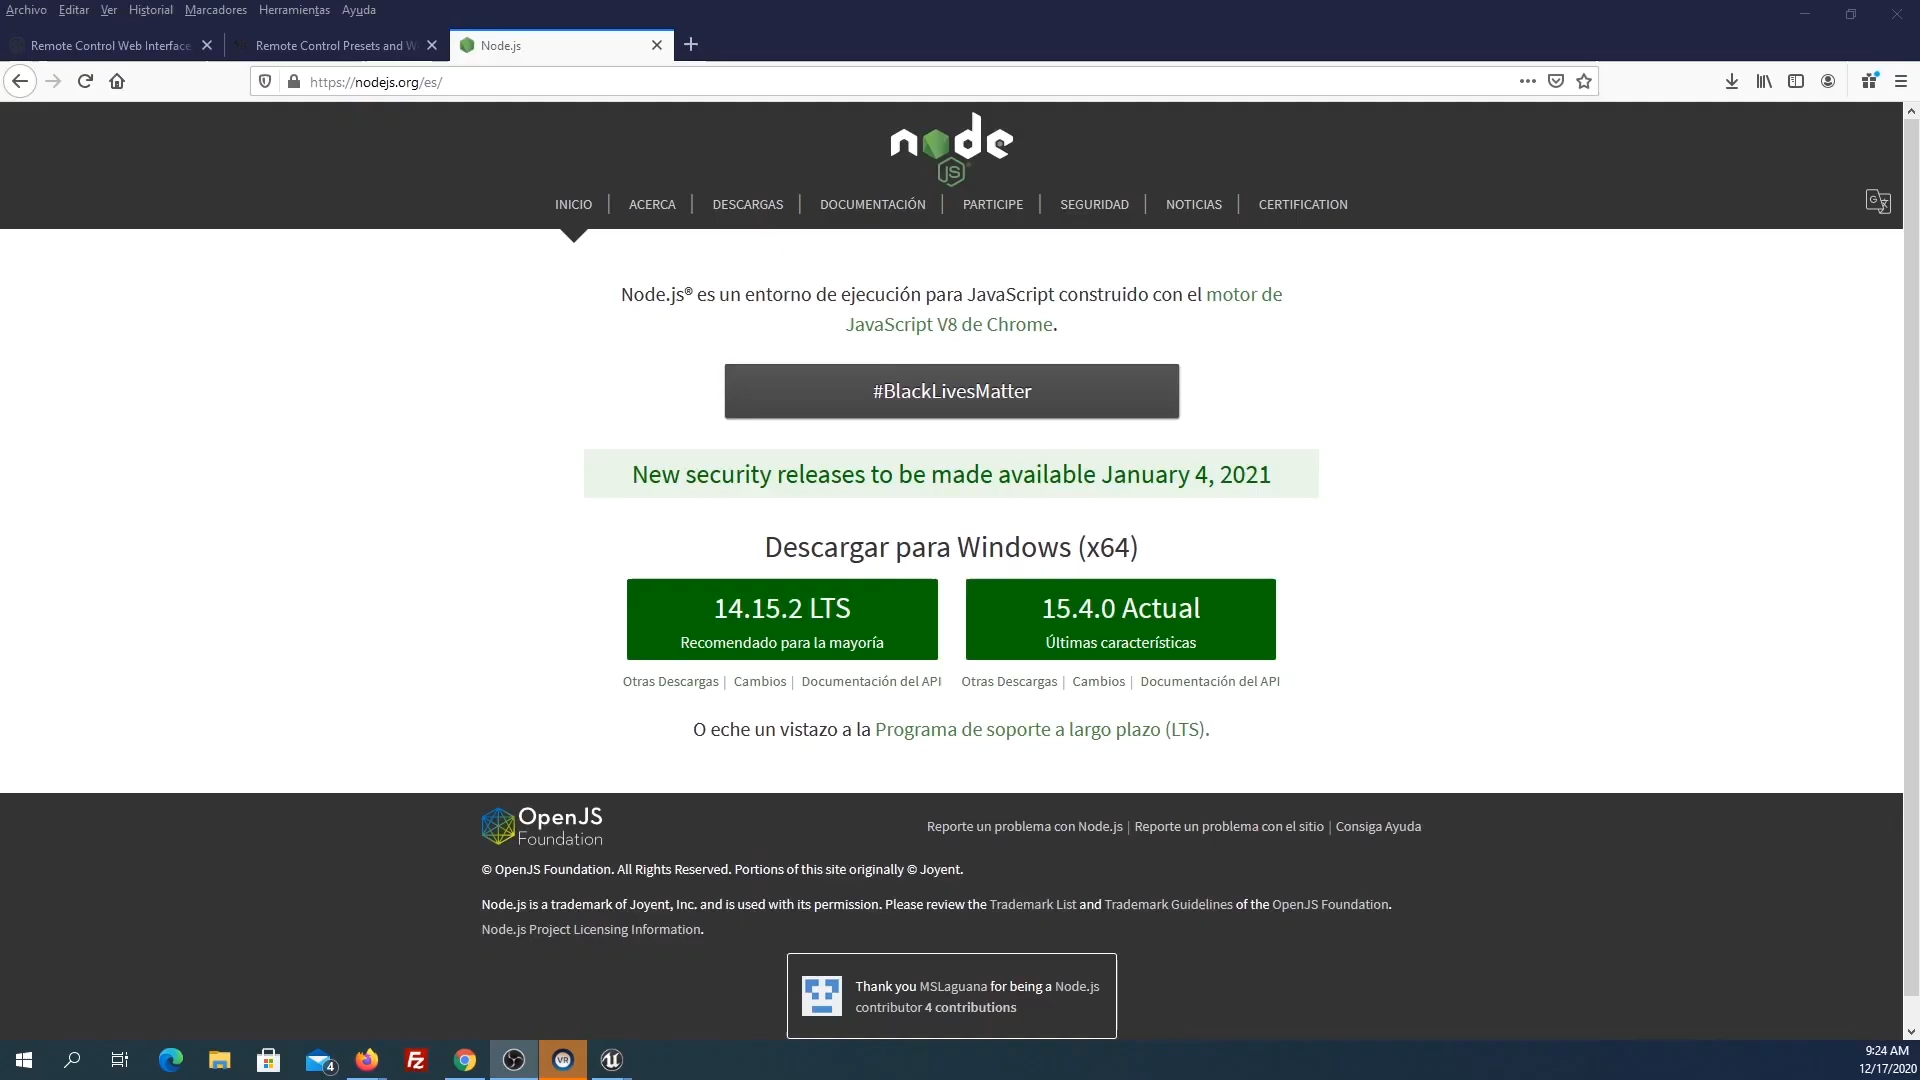 Archivo Editar Ver Historial Marcadores Herramientas Ayuda
Remote Control Web Interface
Remote Control Presets and W
Node.js
https://nodejs.org/es/
node
JS
INICIO | ACERCA | DESCARGAS | DOCUMENTACIÓN | PARTICIPE | SEGURIDAD | NOTICIAS | CERTIFICATION
Node.js® es un entorno de ejecución para JavaScript construido con el motor de
JavaScript V8 de Chrome.
#BlackLivesMatter
New security releases to be made available January 4, 2021
Descargar para Windows (x64)
14.15.2 LTS
Recomendado para la mayoría
15.4.0 Actual
Últimas características
Otras Descargas | Cambios | Documentación del API
Otras Descargas | Cambios | Documentación del API
O eche un vistazo a la Programa de soporte a largo plazo (LTS).
OpenJS
Foundation
Reporte un problema con Node.js | Reporte un problema con el sitio | Consiga Ayuda
© OpenJS Foundation. All Rights Reserved. Portions of this site originally © Joyent.
Node.js is a trademark of Joyent, Inc. and is used with its permission. Please review the Trademark List and Trademark Guidelines of the OpenJS Foundation.
Node.js Project Licensing Information.
Thank you MSLaguana for being a Node.js
contributor 4 contributions
4
Fz
VR
9:24 AM
12/17/2020